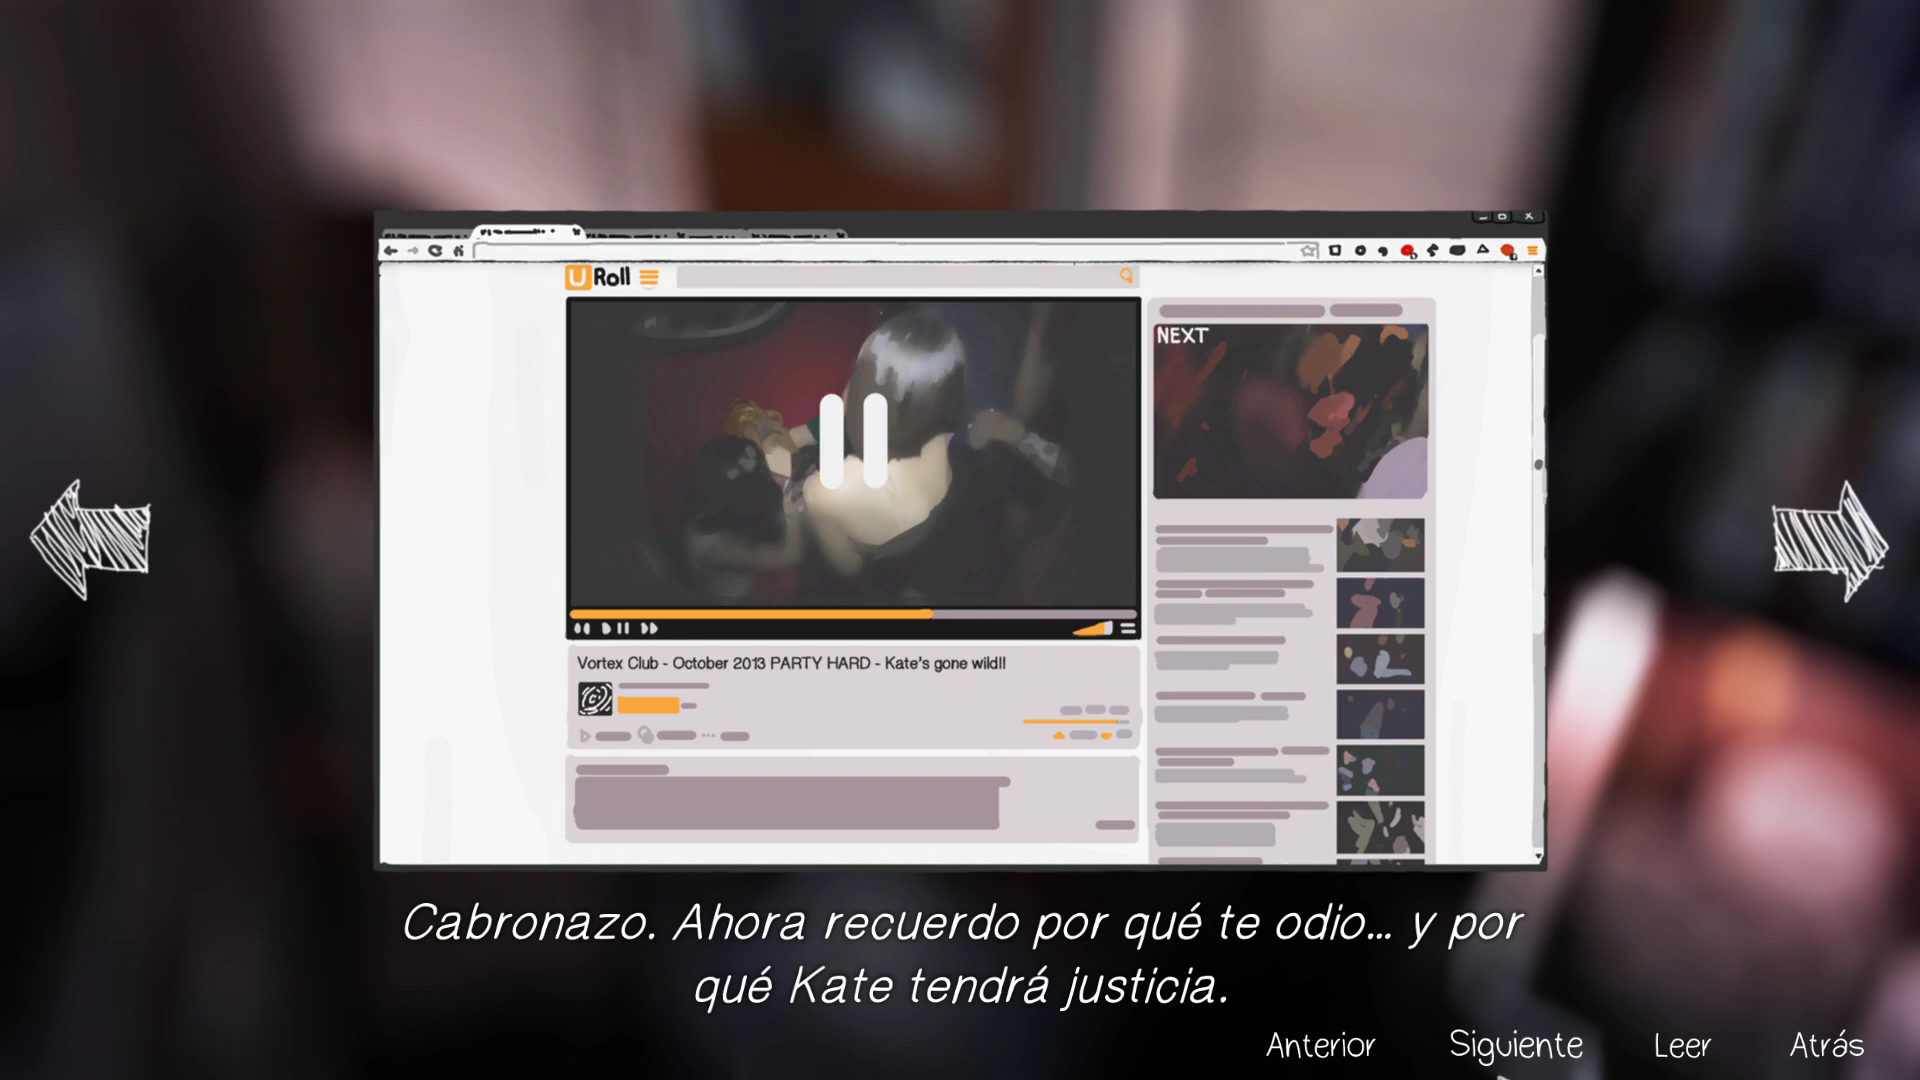 U Roll
NEXT
Vortex Club - October 2013 PARTY HARD - Kate's gone wild!!
Cabronazo. Ahora recuerdo por qué te odio... y por
qué Kate tendrá justicia.
Anterior Siguiente Leer Atrás